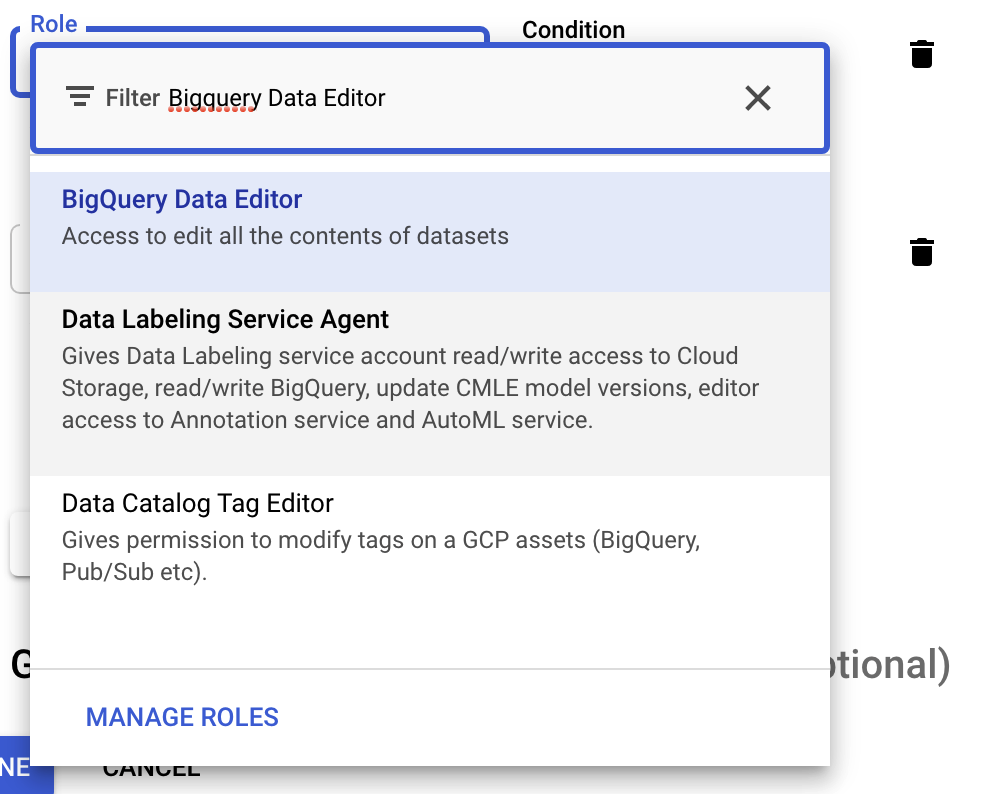 Role
Condition
Filter Bigquery Data Editor
BigQuery Data Editor
Access to edit all the contents of datasets
Data Labeling Service Agent
Gives Data Labeling service account read/write access to Cloud
Storage, read/write BigQuery, update CMLE model versions, editor
access to Annotation service and AutoML service.
Data Catalog Tag Editor
Gives permission to modify tags on a GCP assets (BigQuery,
Pub/Sub etc).
G
ptional)
MANAGE ROLES
NE
CANCEL